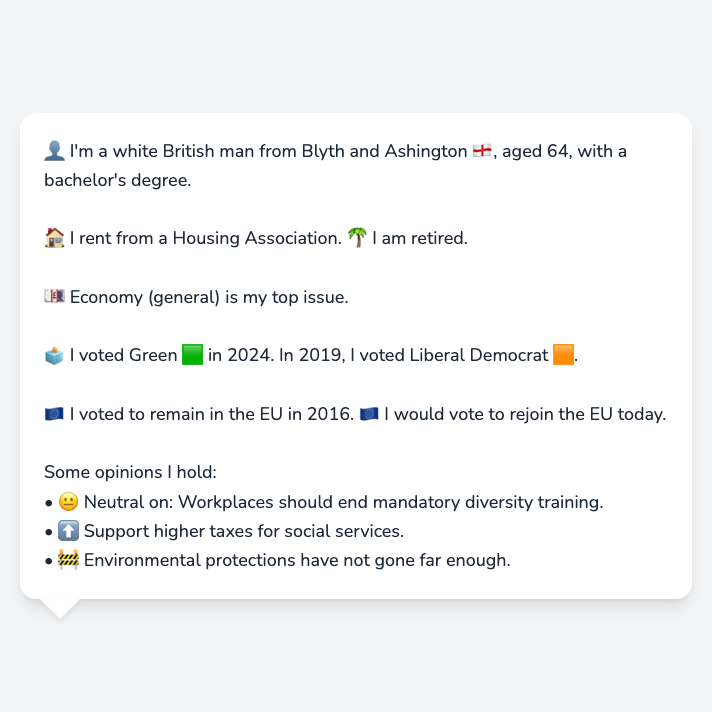 👤 I'm a white British man from Blyth and Ashington 🏴󠁧󠁢󠁥󠁮󠁧󠁿, aged 64, with a
bachelor's degree.
🏠 I rent from a Housing Association. 🌴 I am retired.
💷 Economy (general) is my top issue.
🗳️ I voted Green 🟩 in 2024. In 2019, I voted Liberal Democrat 🟧.
🇪🇺 I voted to remain in the EU in 2016. 🇪🇺 I would vote to rejoin the EU today.
Some opinions I hold:
• 😐 Neutral on: Workplaces should end mandatory diversity training.
• ⬆️ Support higher taxes for social services.
• 🚧 Environmental protections have not gone far enough.